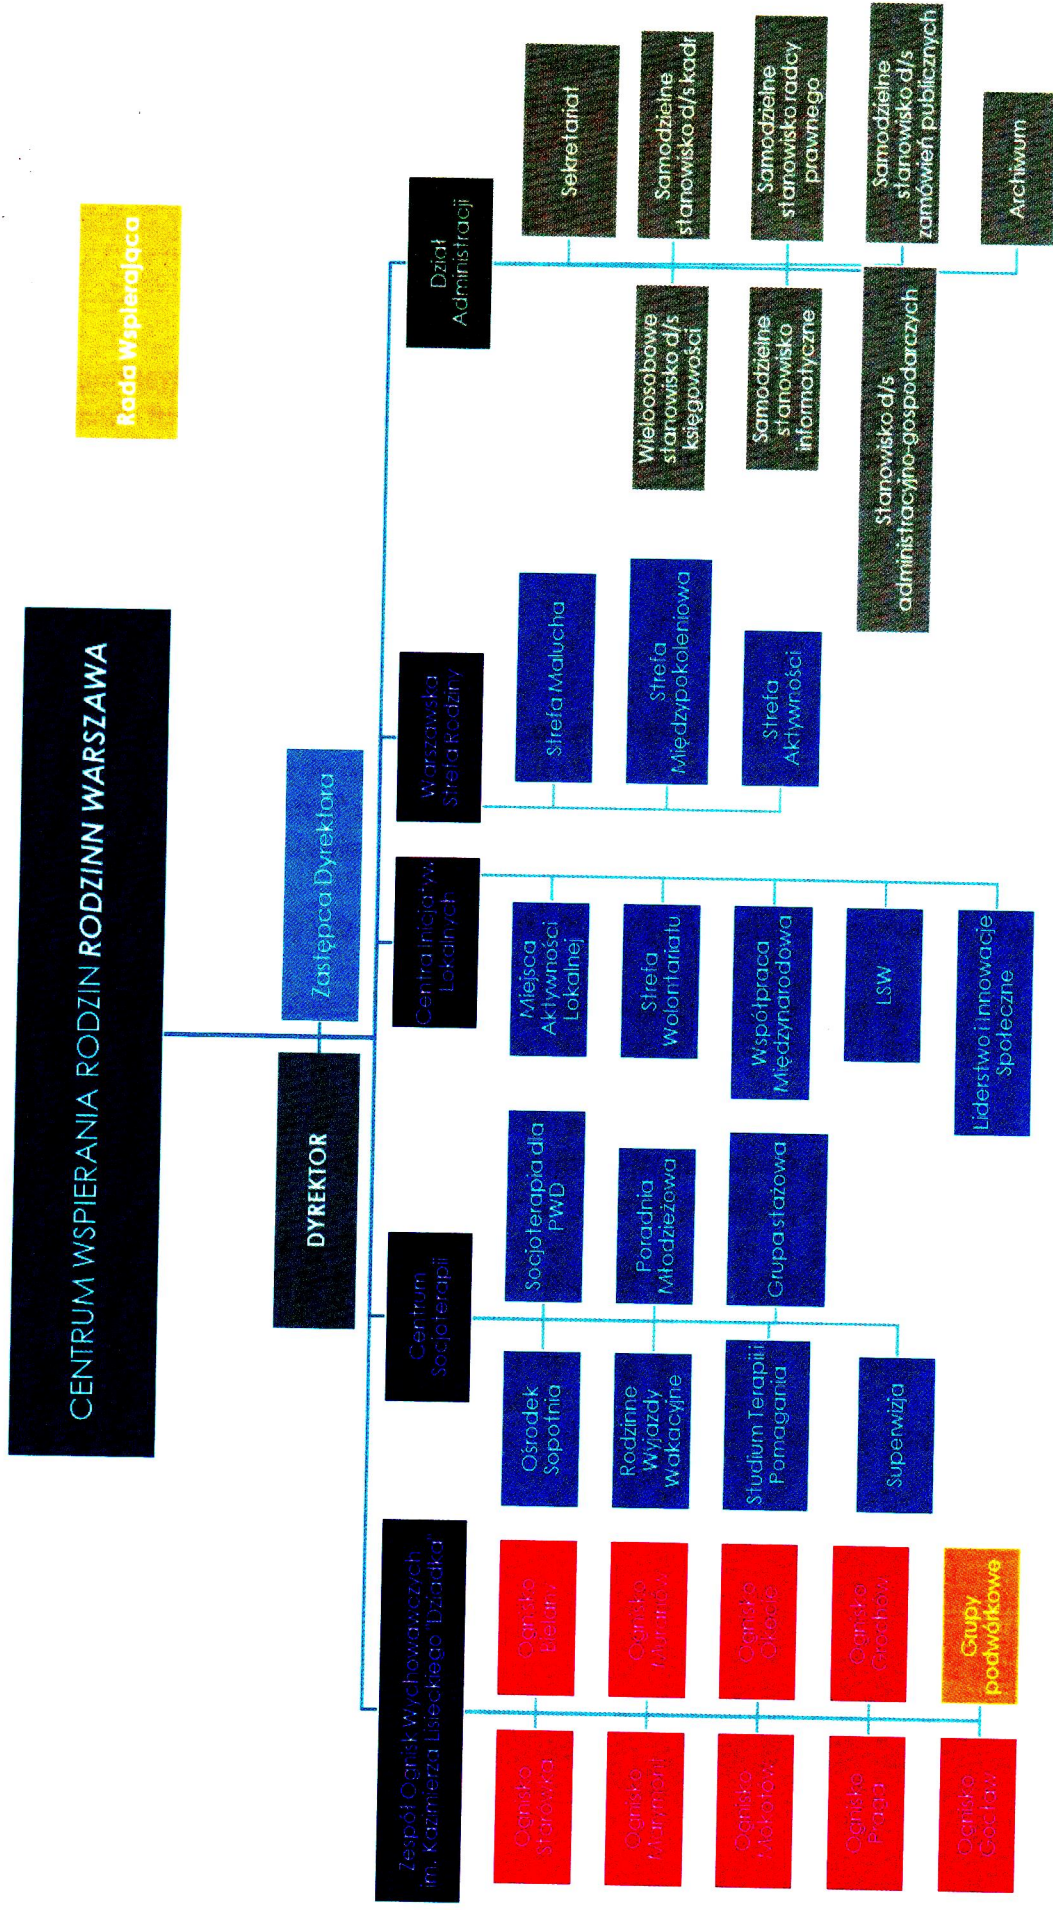 CENTRUM WSPIERANIA RODZIN RODZINN WARSZAWA
Rada Wspierająca
DYREKTOR
Zastępca Dyrektora
Zespół Ognisk Wychowawczych
im. Kazimierza Lisieckiego "Dziadka"
Centrum
Socjoterapii
Centra Inicjatyw
Lokalnych
Warszawska
Strefa Rodziny
Dział
Administracji
Ognisko
Starówka
Ognisko
Bielany
Ognisko
Marymont
Ognisko
Muranów
Ognisko
Mokotów
Ognisko
Okęcie
Ognisko
Praga
Ognisko
Grochów
Ognisko
Gocław
Grupy
podwórkowe
Ośrodek
Sopotnia
Socjoterapia dla
PWD
Rodzinne
Wyjazdy
Wakacyjne
Poradnia
Młodzieżowa
Studium Terapii i
Pomagania
Grupa stażowa
Superwizja
Miejsca
Aktywności
Lokalnej
Strefa
Wolontariatu
Współpraca
Międzynarodowa
LSW
Liderstwo i Innowacje
Społeczne
Strefa Malucha
Strefa
Międzypokoleniowa
Strefa
Aktywności
Sekretariat
Wieloosobowe
stanowisko d/s
księgowości
Samodzielne
stanowisko d/s kadr
Samodzielne
stanowisko
informatyczne
Samodzielne
stanowisko radcy
prawnego
Stanowisko d/s
administracyjno-gospodarczych
Samodzielne
stanowisko d/s
zamówień publicznych
Archiwum